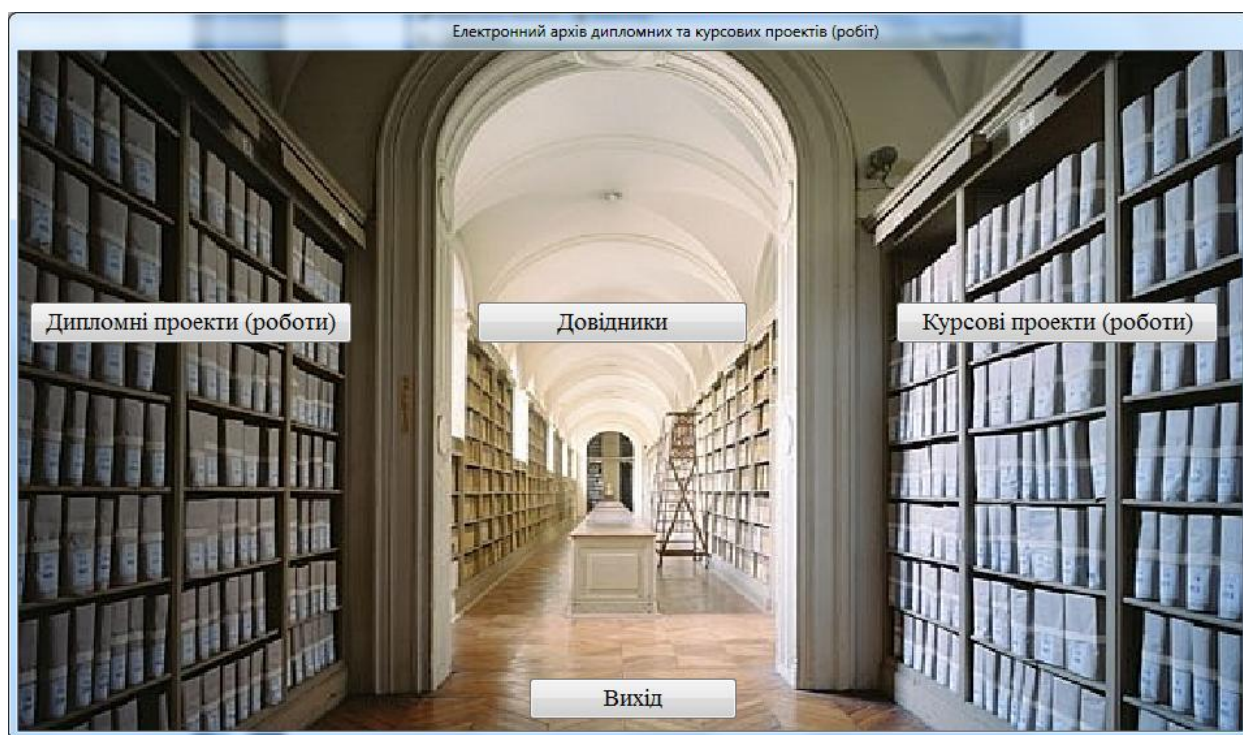 Електронний архів дипломних та курсових проектів (робіт)
Дипломні проекти (роботи)
Довідники
Курсові проекти (роботи)
Вихід